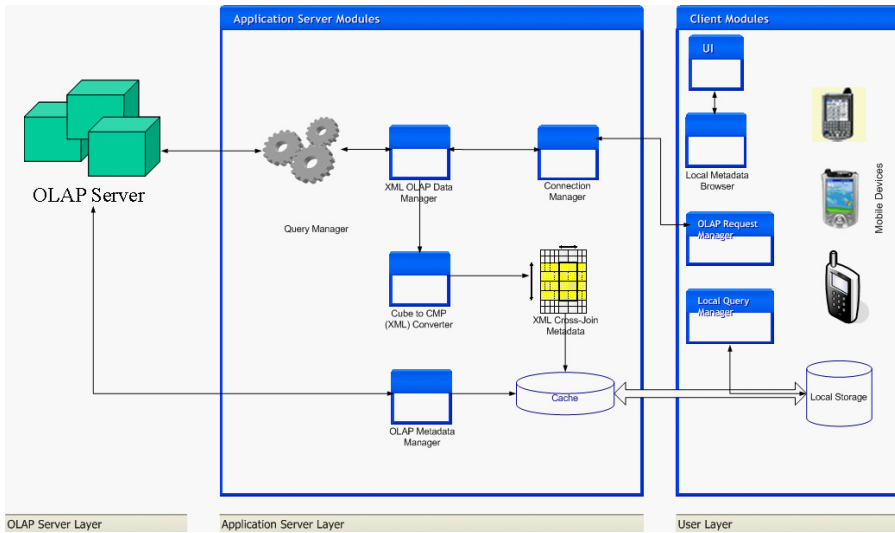 Application Server Modules
Client Modules
UI
OLAP Server
XML OLAP Data
Manager
Connection
Manager
Local Metadata
Browser
Mobile Devices
Query Manager
OLAP Request
Manager
Cube to CMP
(XML) Converter
XML Cross-Join
Metadata
Local Query
Manager
OLAP Metadata
Manager
Cache
Local Storage
OLAP Server Layer
Application Server Layer
User Layer